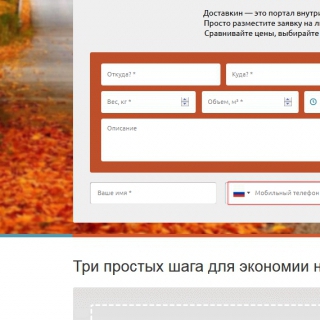 Доставкин — это портал внутри
Просто разместите заявку на л
Сравнивайте цены, выбирайте
Откуда? * Куда? *
Вес, кг * Объем, м³ *
Описание
Ваше имя * Мобильный телефон
Три простых шага для экономии н